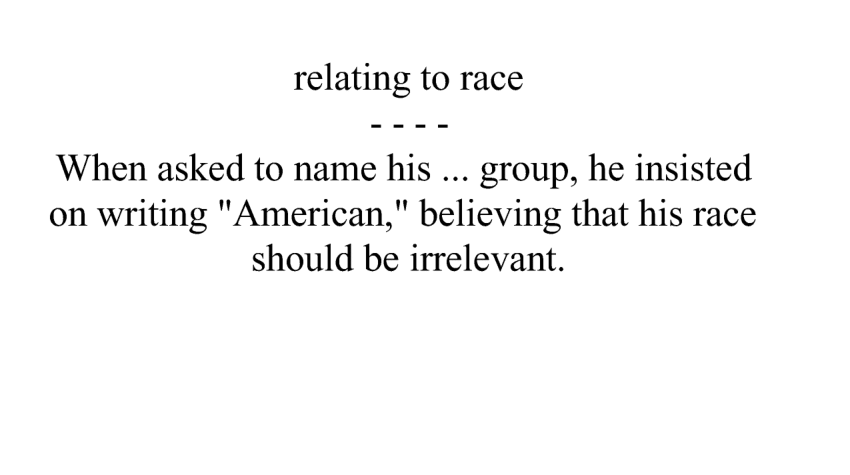 relating to race
- - - -
When asked to name his ... group, he insisted
on writing "American," believing that his race
should be irrelevant.